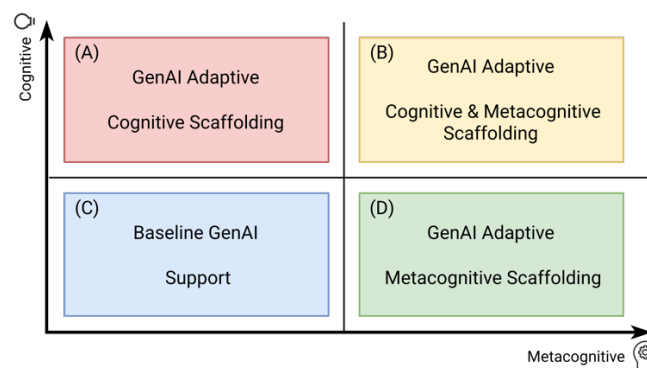 Cognitive
(A)
GenAI Adaptive
Cognitive Scaffolding
(B)
GenAI Adaptive
Cognitive & Metacognitive
Scaffolding
(C)
Baseline GenAI
Support
(D)
GenAI Adaptive
Metacognitive Scaffolding
Metacognitive